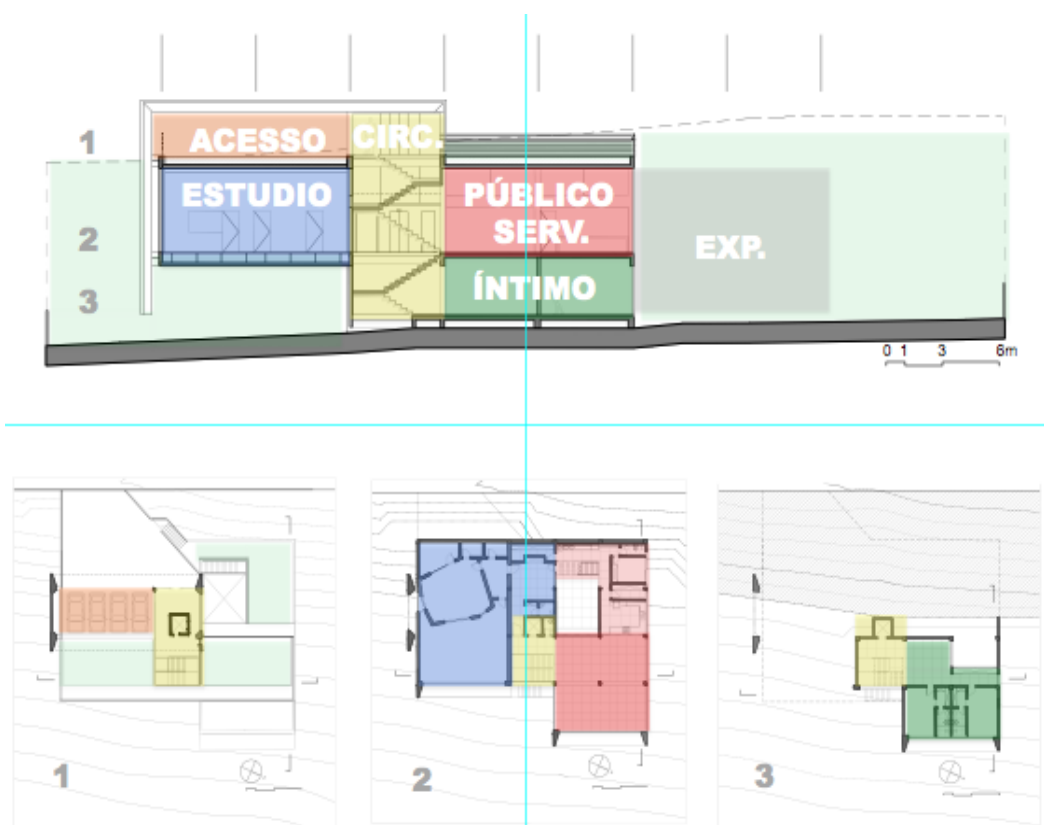 1
ACESSO
CIRC.
ESTUDIO
PÚBLICO
SERV.
2
EXP.
3
ÍNTIMO
0 1 3 6m
1
2
3